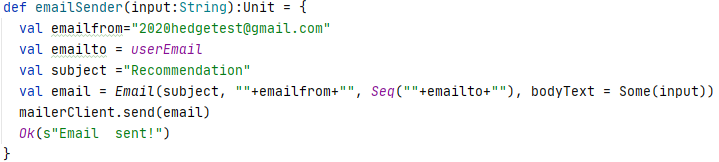 def emailSender(input:String):Unit = {
val emailfrom="2020hedgetest@gmail.com"
val emailto = userEmail
val subject ="Recommendation"
val email = Email(subject, ""+emailfrom+"", Seq(""+emailto+""), bodyText = Some(input))
mailerClient.send(email)
Ok(s"Email  sent!")
}